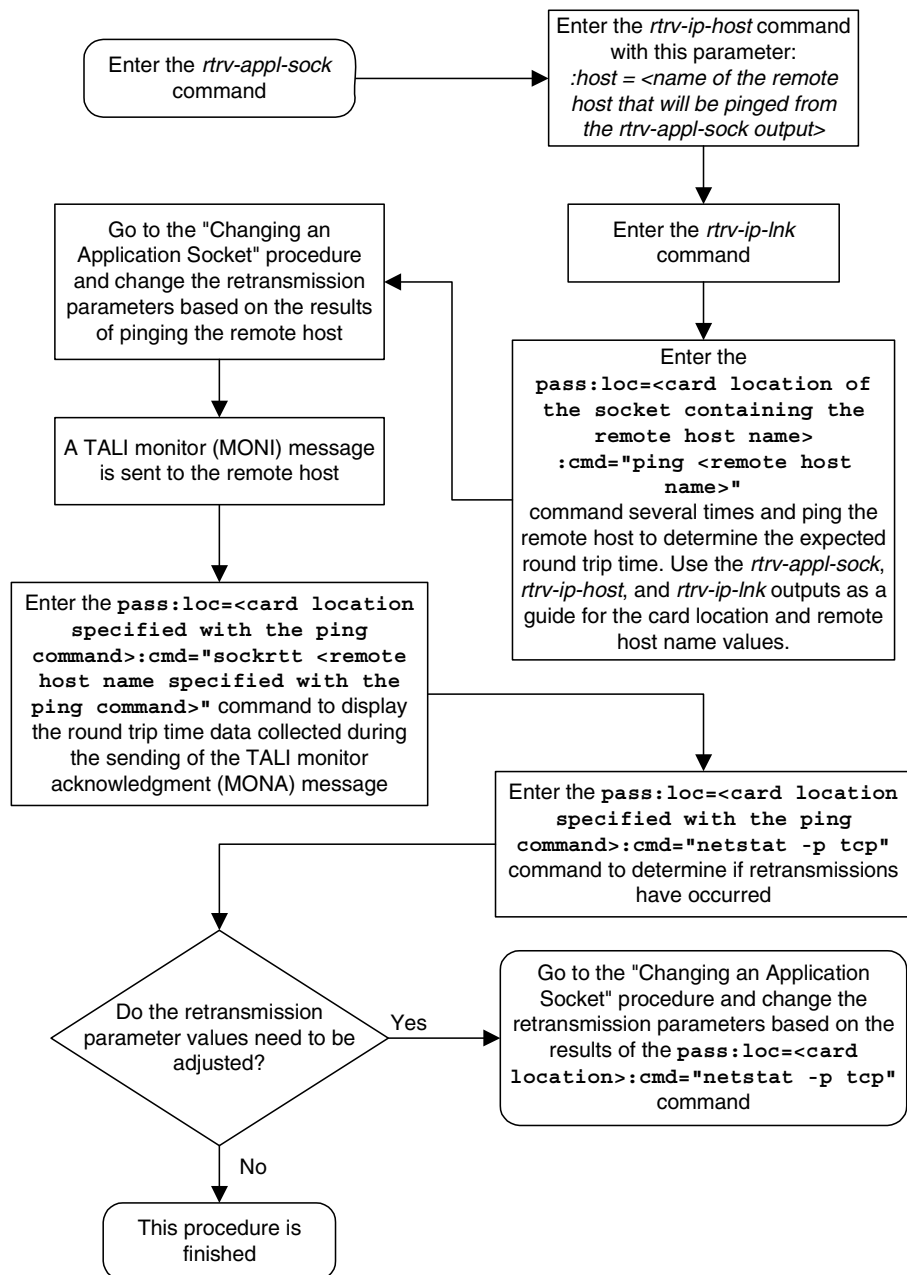 Enter the rtrv-appl-sock
command
Enter the rtrv-ip-host command
with this parameter:
:host = <name of the remote
host that will be pinged from
the rtrv-appl-sock output>
Enter the rtrv-ip-lnk
command
Enter the
pass:loc=<card location of
the socket containing the
remote host name>
:cmd="ping <remote host
name>"
command several times and ping the
remote host to determine the expected
round trip time. Use the rtrv-appl-sock,
rtrv-ip-host, and rtrv-ip-lnk outputs as a
guide for the card location and remote
host name values.
Go to the "Changing an
Application Socket" procedure
and change the retransmission
parameters based on the results
of pinging the remote host
A TALI monitor (MONI) message
is sent to the remote host
Enter the pass:loc=<card location
specified with the ping
command>:cmd="sockrtt <remote
host name specified with the
ping command>" command to display
the round trip time data collected during
the sending of the TALI monitor
acknowledgment (MONA) message
Enter the pass:loc=<card location
specified with the ping
command>:cmd="netstat -p tcp"
command to determine if retransmissions
have occurred
Do the retransmission
parameter values need to be
adjusted?
Yes
Go to the "Changing an Application
Socket" procedure and change the
retransmission parameters based on the
results of the pass:loc=<card
location>:cmd="netstat -p tcp"
command
No
This procedure is
finished